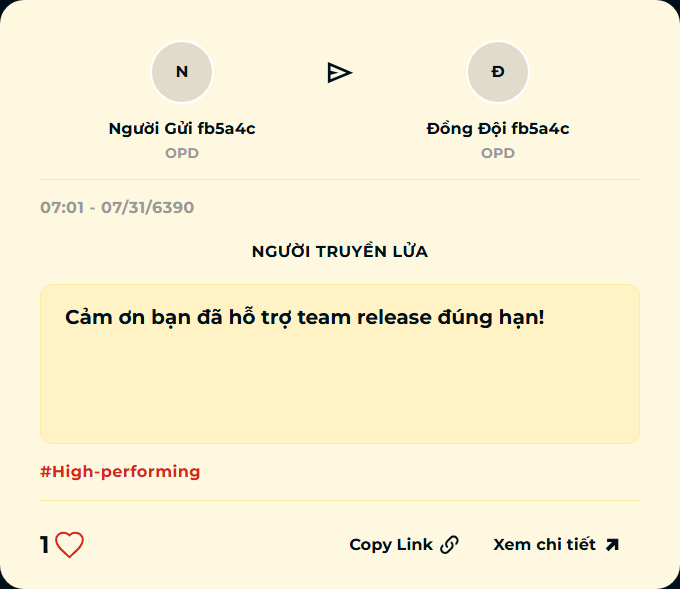 N
Đ
Người Gửi fb5a4c
Đồng Đội fb5a4c
OPD
OPD
07:01 - 07/31/6390
NGƯỜI TRUYỀN LỬA
Cảm ơn bạn đã hỗ trợ team release đúng hạn!
#High-performing
1
Copy Link
Xem chi tiết